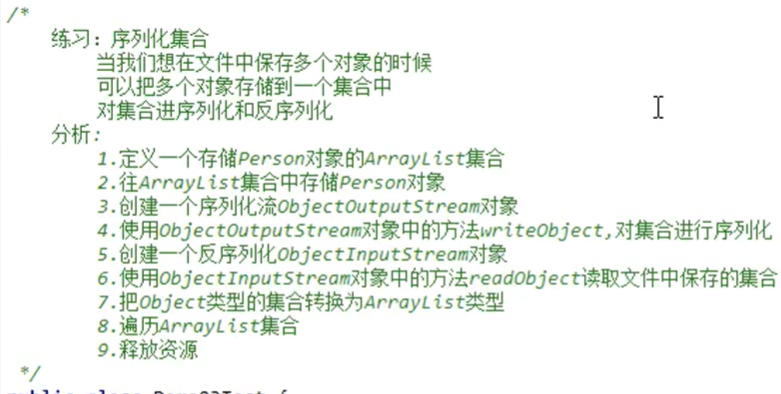 /*
练习：序列化集合
当我们想在文件中保存多个对象的时候
可以把多个对象存储到一个集合中
对集合进序列化和反序列化
分析:
1.定义一个存储Person对象的ArrayList集合
2.往ArrayList集合中存储Person对象
3.创建一个序列化流ObjectOutputStream对象
4.使用ObjectOutputStream对象中的方法writeObject,对集合进行序列化
5.创建一个反序列化ObjectInputStream对象
6.使用ObjectInputStream对象中的方法readObject读取文件中保存的集合
7.把Object类型的集合转换为ArrayList类型
8.遍历ArrayList集合
9.释放资源
*/
public class Demo03Test {